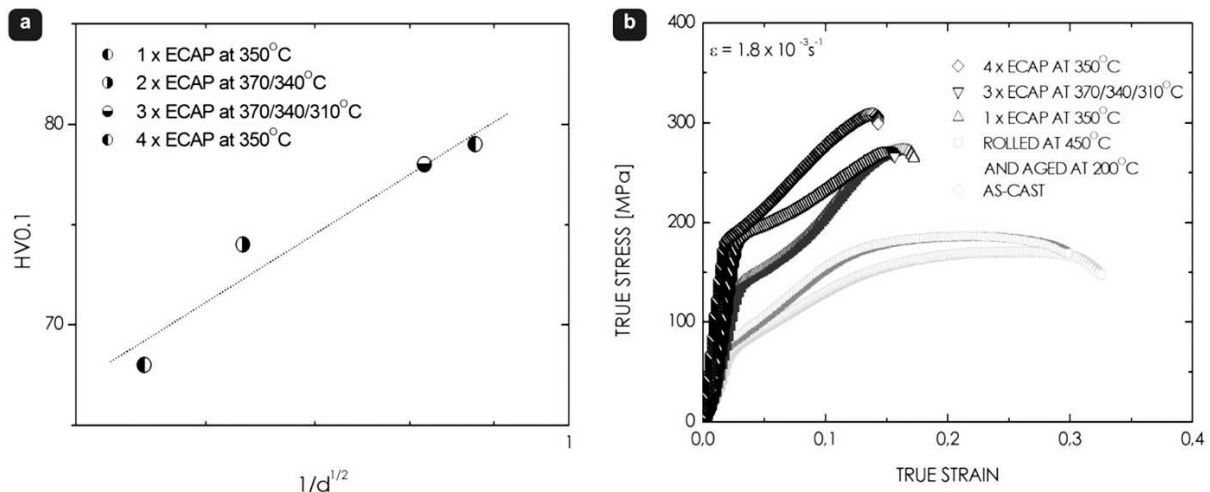 a
1 x ECAP at 350°C
2 x ECAP at 370/340°C
3 x ECAP at 370/340/310°C
4 x ECAP at 350°C
80
70
HV0.1
1
1/d^1/2
b
400
300
200
100
0
TRUE STRESS [MPa]
ε = 1.8 x 10^-3 s^-1
4 x ECAP AT 350°C
3 x ECAP AT 370/340/310°C
1 x ECAP AT 350°C
ROLLED AT 450°C
AND AGED AT 200°C
AS-CAST
0,0 0,1 0,2 0,3 0,4
TRUE STRAIN